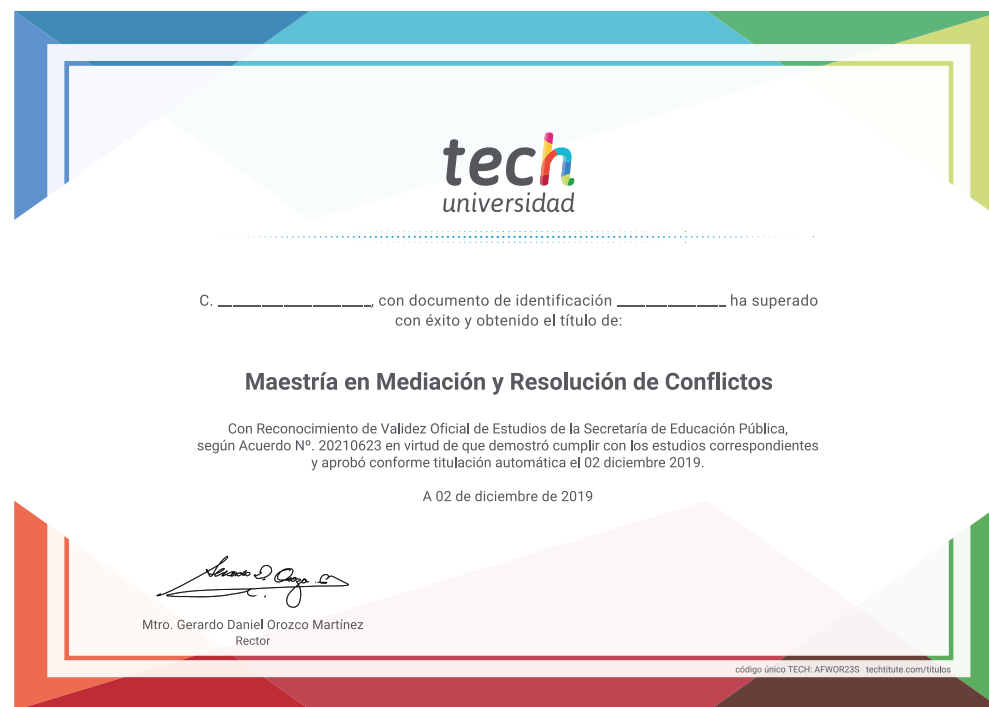 tech
universidad
C. __________________, con documento de identificación _____________ ha superado
con éxito y obtenido el título de:
Maestría en Mediación y Resolución de Conflictos
Con Reconocimiento de Validez Oficial de Estudios de la Secretaría de Educación Pública,
según Acuerdo Nº. 20210623 en virtud de que demostró cumplir con los estudios correspondientes
y aprobó conforme titulación automática el 02 diciembre 2019.
A 02 de diciembre de 2019
Mtro. Gerardo Daniel Orozco Martínez
Rector
código único TECH: AFWOR23S techtitute.com/titulos